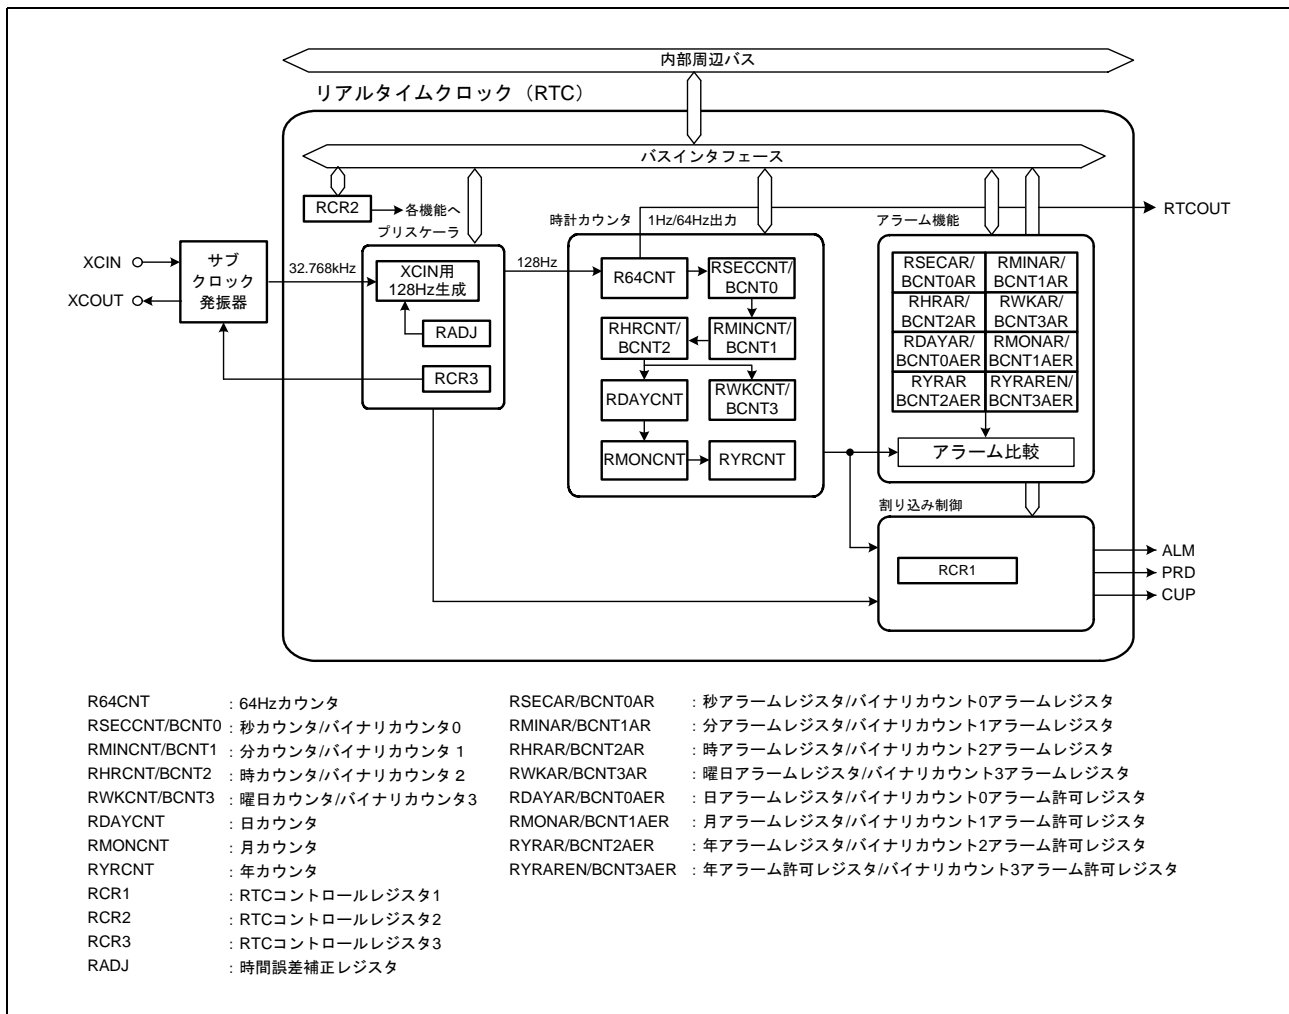 内部周辺バス
リアルタイムクロック（RTC）
バスインタフェース
RCR2
各機能へ
プリスケーラ
時計カウンタ
1Hz/64Hz出力
アラーム機能
RTCOUT
XCIN
XCOUT
サブ
クロック
発振器
32.768kHz
XCIN用
128Hz生成
RADJ
RCR3
128Hz
R64CNT
RSECCNT/
BCNT0
RHRCNT/
BCNT2
RMINCNT/
BCNT1
RDAYCNT
RWKCNT/
BCNT3
RMONCNT
RYRCNT
RSECAR/
BCNT0AR
RMINAR/
BCNT1AR
RHRAR/
BCNT2AR
RWKAR/
BCNT3AR
RDAYAR/
BCNT0AER
RMONAR/
BCNT1AER
RYRAR
BCNT2AER
RYRAREN/
BCNT3AER
アラーム比較
割り込み制御
RCR1
ALM
PRD
CUP
R64CNT : 64Hzカウンタ
RSECCNT/BCNT0 : 秒カウンタ/バイナリカウンタ0
RMINCNT/BCNT1 : 分カウンタ/バイナリカウンタ１
RHRCNT/BCNT2 : 時カウンタ/バイナリカウンタ２
RWKCNT/BCNT3 : 曜日カウンタ/バイナリカウンタ3
RDAYCNT : 日カウンタ
RMONCNT : 月カウンタ
RYRCNT : 年カウンタ
RCR1 : RTCコントロールレジスタ1
RCR2 : RTCコントロールレジスタ2
RCR3 : RTCコントロールレジスタ3
RADJ : 時間誤差補正レジスタ
RSECAR/BCNT0AR : 秒アラームレジスタ/バイナリカウント0アラームレジスタ
RMINAR/BCNT1AR : 分アラームレジスタ/バイナリカウント1アラームレジスタ
RHRAR/BCNT2AR : 時アラームレジスタ/バイナリカウント2アラームレジスタ
RWKAR/BCNT3AR : 曜日アラームレジスタ/バイナリカウント3アラームレジスタ
RDAYAR/BCNT0AER : 日アラームレジスタ/バイナリカウント0アラーム許可レジスタ
RMONAR/BCNT1AER : 月アラームレジスタ/バイナリカウント1アラーム許可レジスタ
RYRAR/BCNT2AER : 年アラームレジスタ/バイナリカウント2アラーム許可レジスタ
RYRAREN/BCNT3AER : 年アラーム許可レジスタ/バイナリカウント3アラーム許可レジスタ